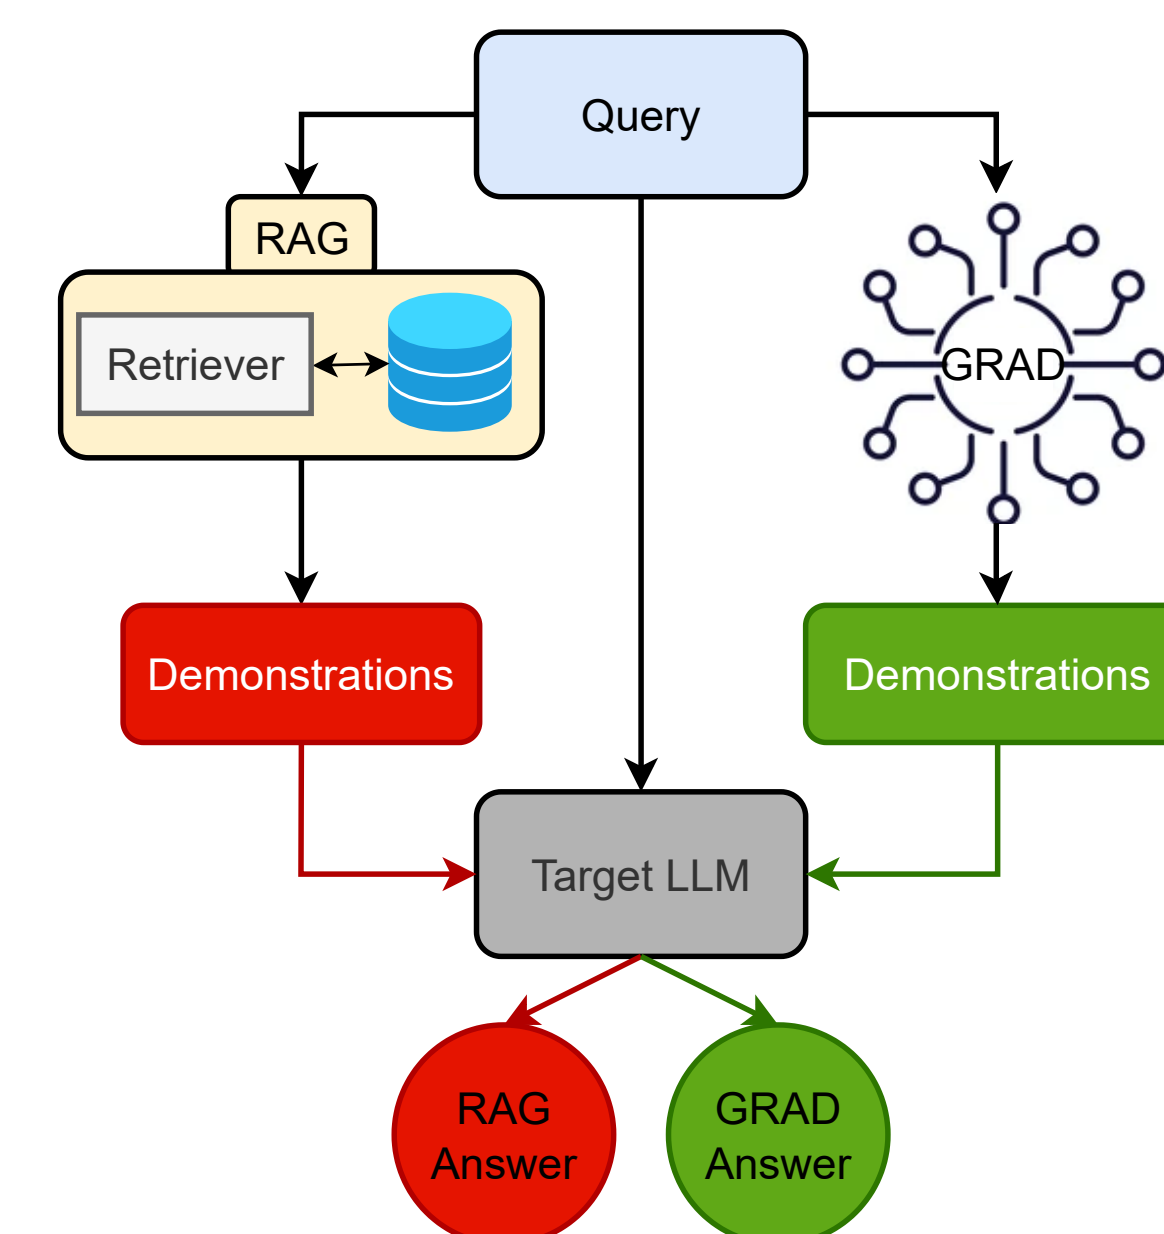 Query
RAG
Retriever
GRAD
Demonstrations
Demonstrations
Target LLM
RAG
Answer
GRAD
Answer